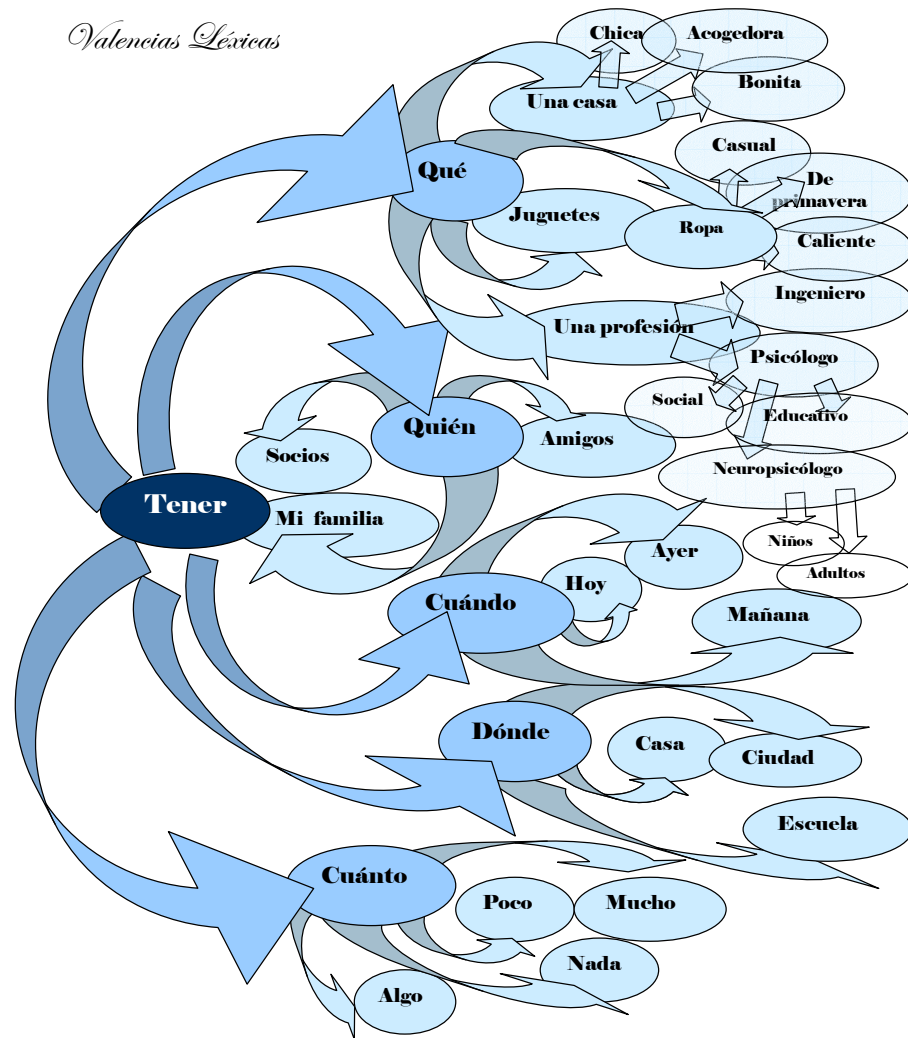 Valencias Léxicas
Chica
Acogedora
Bonita
Una casa
Casual
Qué
De
primavera
Juguetes
Ropa
Caliente
Ingeniero
Una profesión
Psicólogo
Social
Educativo
Quién
Amigos
Socios
Neuropsicólogo
Tener
Mi familia
Niños
Ayer
Adultos
Hoy
Cuándo
Mañana
Dónde
Casa
Ciudad
Escuela
Cuánto
Poco
Mucho
Nada
Algo